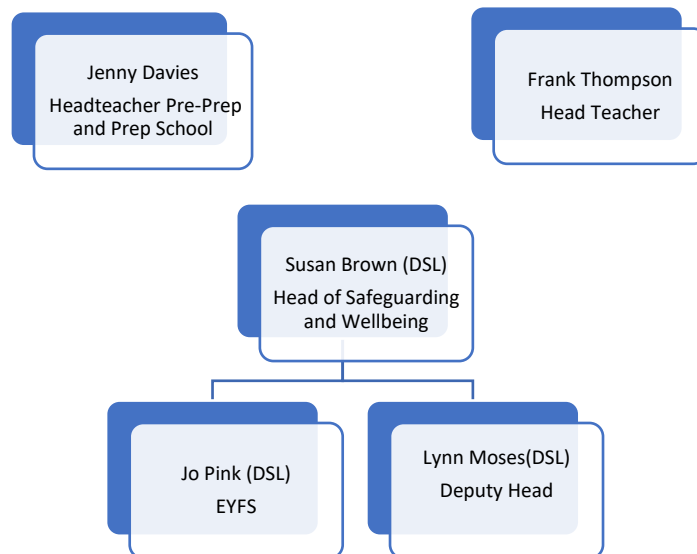 Jenny Davies
Headteacher Pre-Prep
and Prep School
Frank Thompson
Head Teacher
Susan Brown (DSL)
Head of Safeguarding
and Wellbeing
Jo Pink (DSL)
EYFS
Lynn Moses(DSL)
Deputy Head